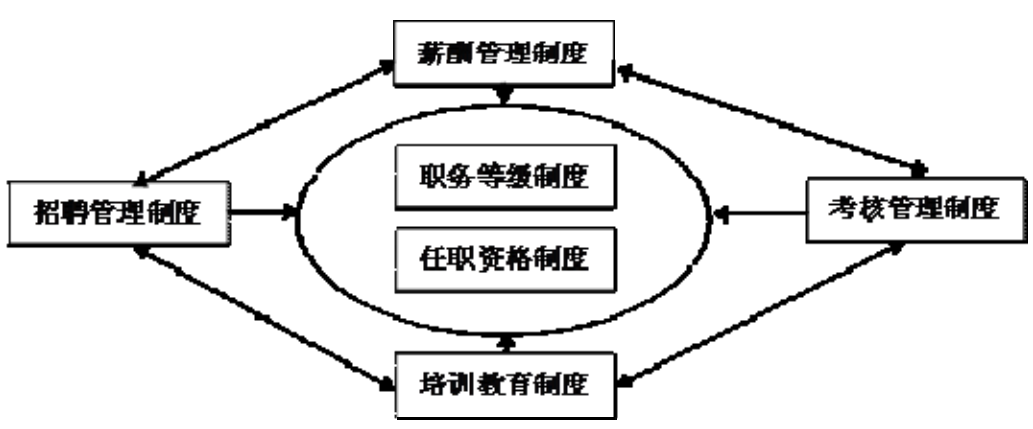 薪酬管理制度
职务等级制度
招聘管理制度
考核管理制度
任职资格制度
培训教育制度